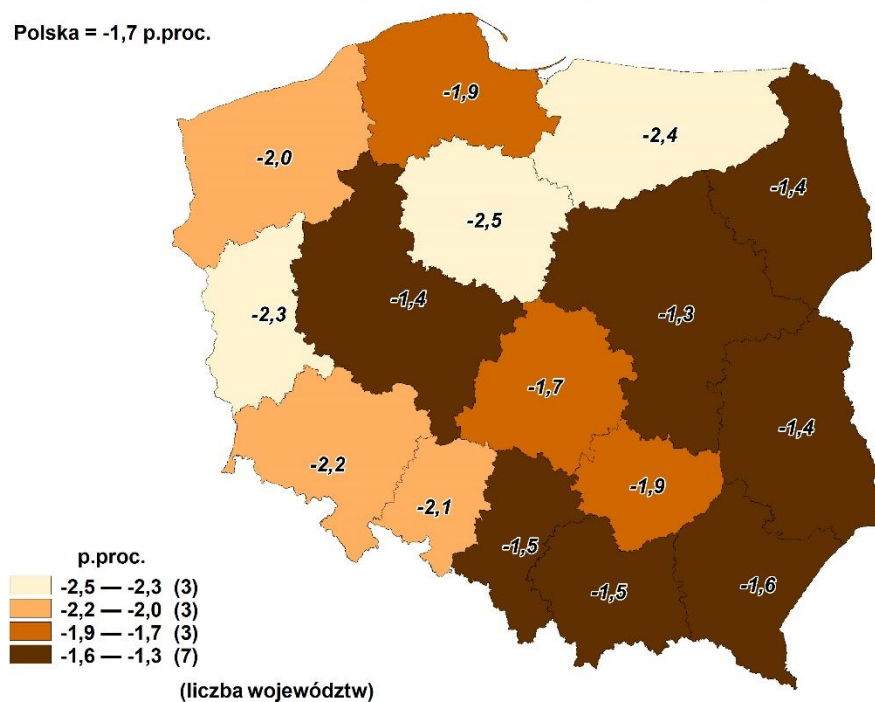 Polska = -1,7 p.proc.
-1,9
-2,4
-2,0
-1,4
-2,5
-1,4
-2,3
-1,3
-1,7
-1,4
-2,2
-1,9
-2,1
-1,5
-1,5
-1,6
p.proc.
-2,5 — -2,3 (3)
-2,2 — -2,0 (3)
-1,9 — -1,7 (3)
-1,6 — -1,3 (7)
(liczba województw)